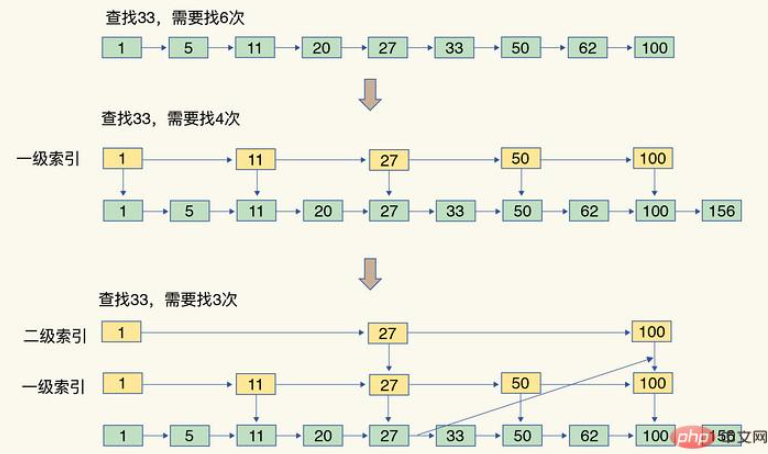 查找33，需要找6次
1 5 11 20 27 33 50 62 100
查找33，需要找4次
一级索引 1 11 27 50 100
1 5 11 20 27 33 50 62 100 156
查找33，需要找3次
二级索引 1 27 100
一级索引 1 11 27 50 100
1 5 11 20 27 33 50 62 100
php 中文网